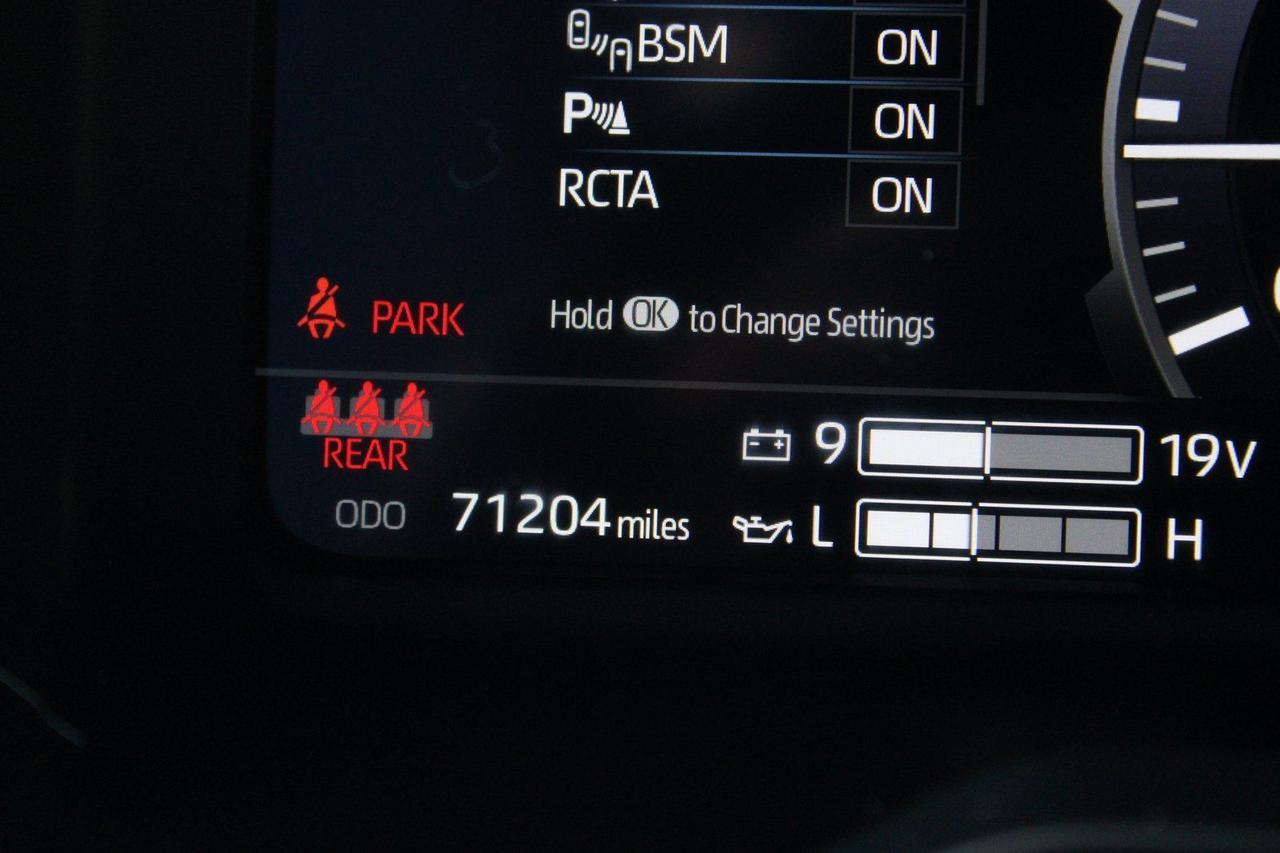 BSM ON
P ON
RCTA ON
PARK
Hold OK to Change Settings
REAR
9 19V
ODO 71204 miles
L H